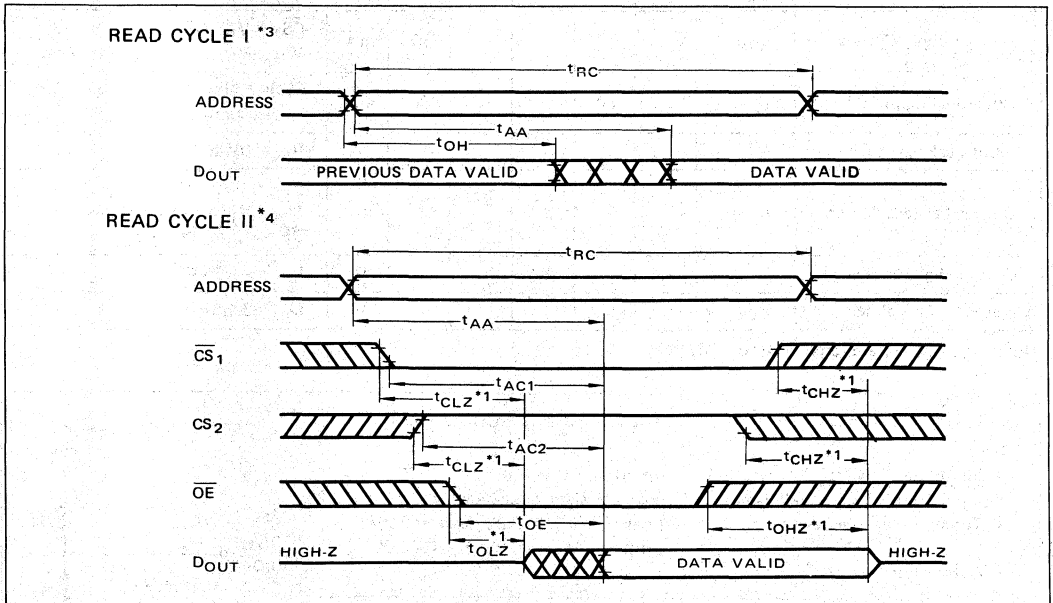 READ CYCLE I *3
tRC
ADDRESS
tAA
tOH
DOUT PREVIOUS DATA VALID DATA VALID
READ CYCLE II *4
tRC
ADDRESS
tAA
CS1
tAC1 tCHZ*1
tCLZ*1
CS2
tAC2 tCHZ*1
tCLZ*1
OE
tOE tOHZ*1
*1
tOLZ
DOUT HIGH-Z DATA VALID HIGH-Z